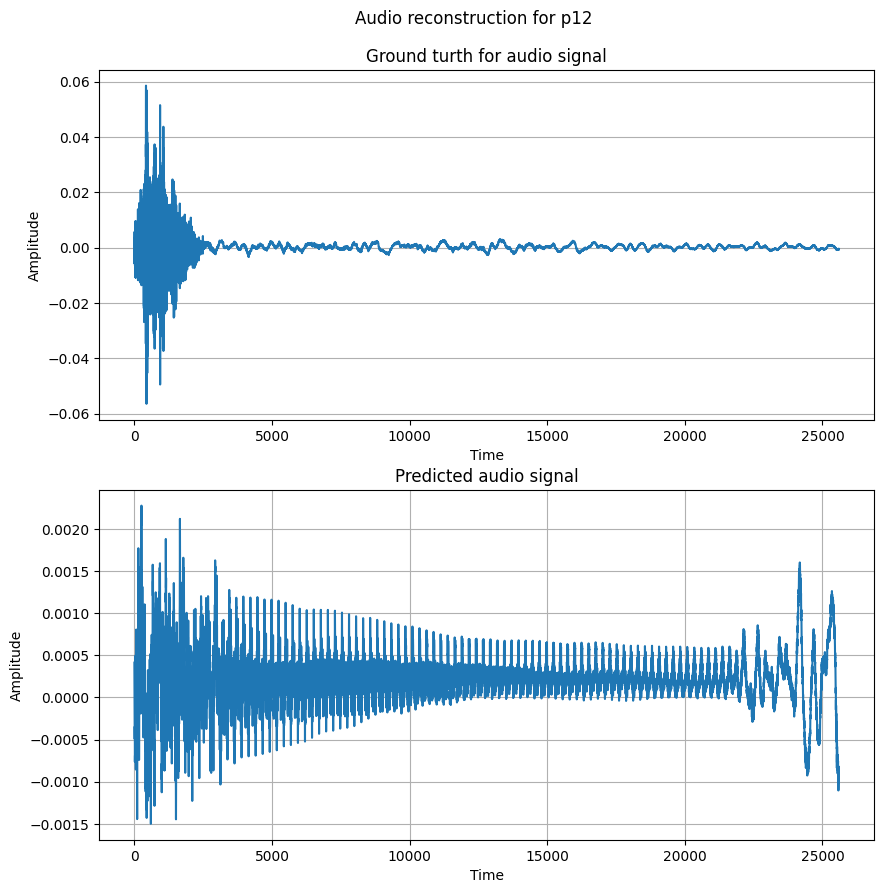 Audio reconstruction for p12
Ground turth for audio signal
0.06
0.04
0.02
0.00
−0.02
−0.04
−0.06
Amplitude
0 5000 10000 15000 20000 25000
Time
Predicted audio signal
0.0020
0.0015
0.0010
0.0005
0.0000
−0.0005
−0.0010
−0.0015
Amplitude
0 5000 10000 15000 20000 25000
Time